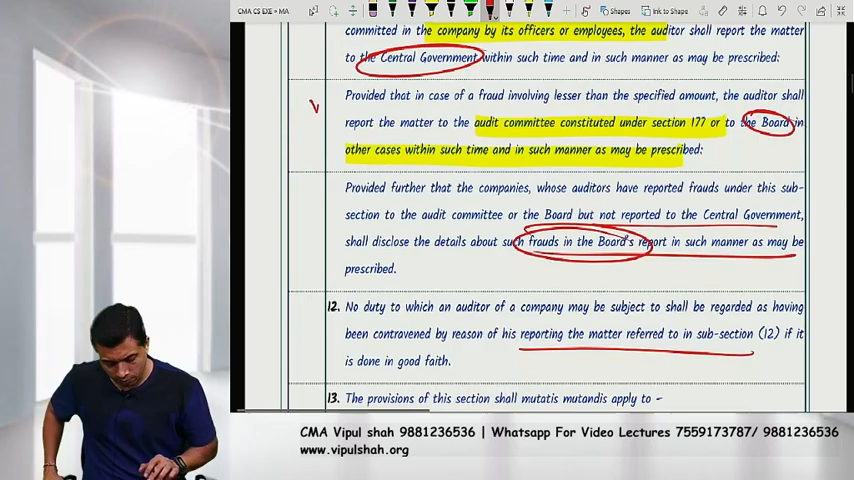 CMA CS EXE = MA
Shapes
Ink to Shape
committed in the company by its officers or employees, the auditor shall report the matter
to the Central Government within such time and in such manner as may be prescribed:
Provided that in case of a fraud involving lesser than the specified amount, the auditor shall
report the matter to the audit committee constituted under section 177 or to the Board in
other cases within such time and in such manner as may be prescribed:
Provided further that the companies, whose auditors have reported frauds under this sub-
section to the audit committee or the Board but not reported to the Central Government,
shall disclose the details about such frauds in the Board's report in such manner as may be
prescribed.
12. No duty to which an auditor of a company may be subject to shall be regarded as having
been contravened by reason of his reporting the matter referred to in sub-section (12) if it
is done in good faith.
13. The provisions of this section shall mutatis mutandis apply to -
CMA Vipul shah 9881236536 | Whatsapp For Video Lectures 7559173787/ 9881236536
www.vipulshah.org